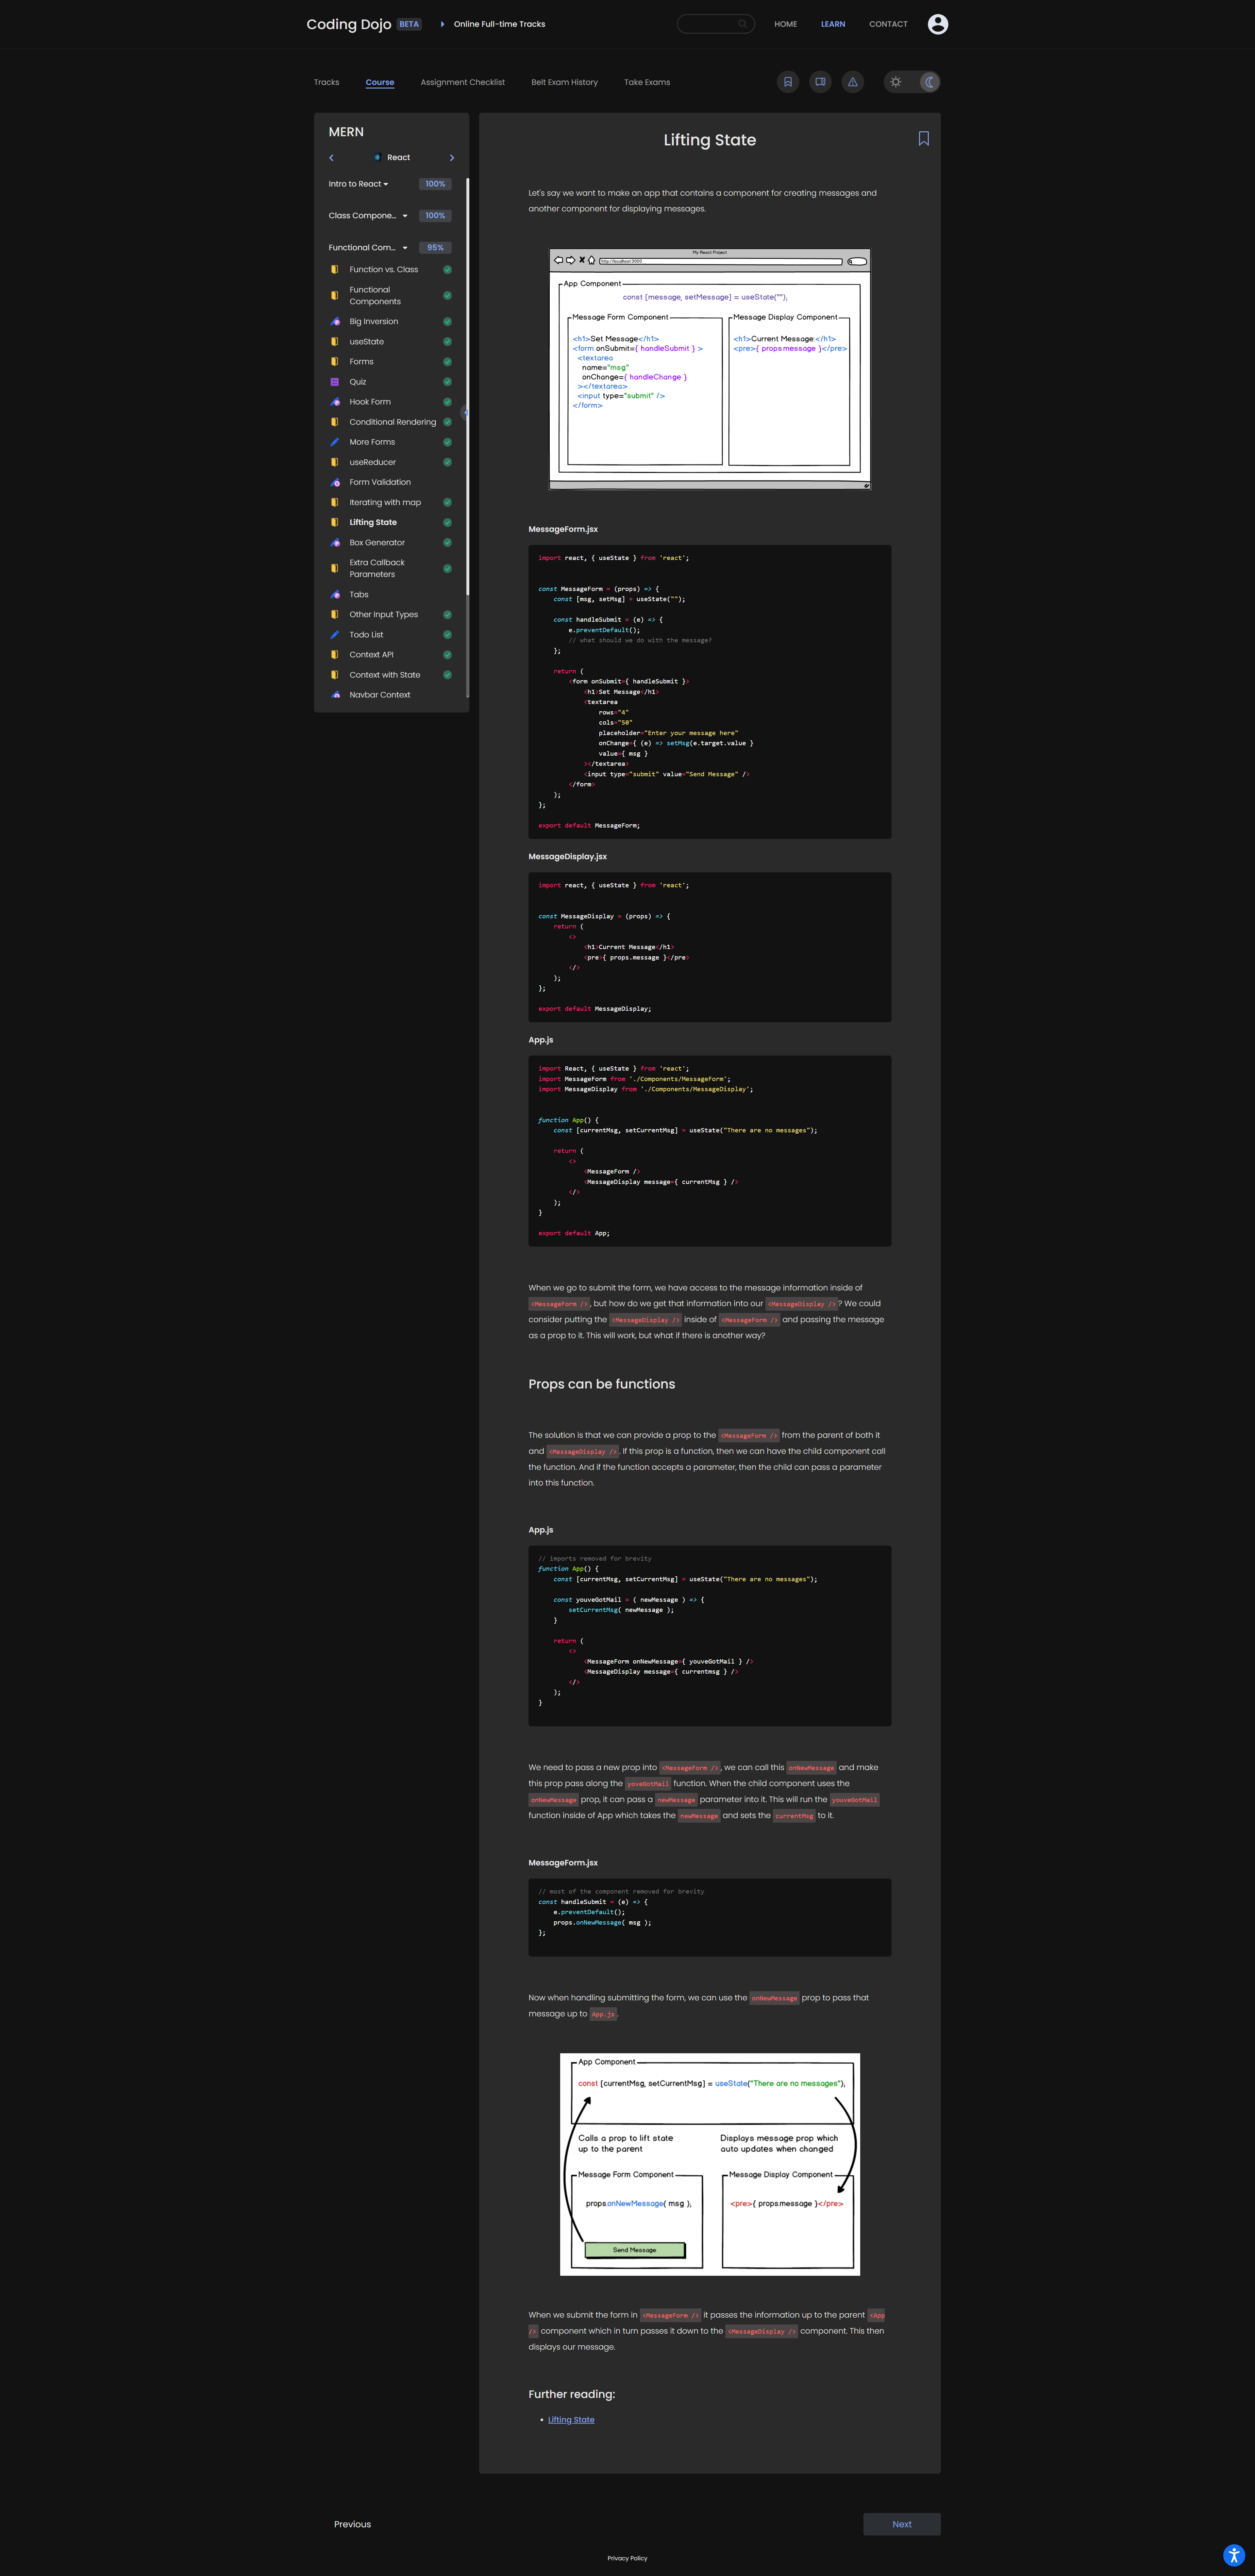 Coding Dojo BETA
Online Full-time Tracks
HOME
LEARN
CONTACT
Tracks
Course
Assignment Checklist
Belt Exam History
Take Exams
MERN
React
Intro to React
100%
Class Compone...
100%
Functional Com...
95%
Function vs. Class
Functional
Components
Big Inversion
useState
Forms
Quiz
Hook Form
Conditional Rendering
More Forms
useReducer
Form Validation
Iterating with map
Lifting State
Box Generator
Extra Callback
Parameters
Tabs
Other Input Types
Todo List
Context API
Context with State
Navbar Context
Lifting State
Let's say we want to make an app that contains a component for creating messages and
another component for displaying messages.
My React Project
http://localhost:3000
App Component
const [message, setMessage] = useState("");
Message Form Component
<h1>Set Message</h1>
<form onSubmit={ handleSubmit } >
<textarea
name="msg"
onChange={ handleChange }
></textarea>
<input type="submit" />
</form>
Message Display Component
<h1>Current Message:</h1>
<pre>{ props.message }</pre>
MessageForm.jsx
import react, { useState } from 'react';
const MessageForm = (props) => {
const [msg, setMsg] = useState("");
const handleSubmit = (e) => {
e.preventDefault();
// what should we do with the message?
};
return (
<form onSubmit={ handleSubmit }>
<h1>Set Message</h1>
<textarea
rows="4"
cols="50"
placeholder="Enter your message here"
onChange={ (e) => setMsg(e.target.value }
value={ msg }
></textarea>
<input type="submit" value="Send Message" />
</form>
);
};
export default MessageForm;
MessageDisplay.jsx
import react, { useState } from 'react';
const MessageDisplay = (props) => {
return (
<>
<h1>Current Message</h1>
<pre>{ props.message }</pre>
</>
);
};
export default MessageDisplay;
App.js
import React, { useState } from 'react';
import MessageForm from './Components/MessageForm';
import MessageDisplay from './Components/MessageDisplay';
function App() {
const [currentMsg, setCurrentMsg] = useState("There are no messages");
return (
<>
<MessageForm />
<MessageDisplay message={ currentMsg } />
</>
);
}
export default App;
When we go to submit the form, we have access to the message information inside of
<MessageForm />, but how do we get that information into our <MessageDisplay />? We could
consider putting the <MessageDisplay /> inside of <MessageForm /> and passing the message
as a prop to it. This will work, but what if there is another way?
Props can be functions
The solution is that we can provide a prop to the <MessageForm /> from the parent of both it
and <MessageDisplay />. If this prop is a function, then we can have the child component call
the function. And if the function accepts a parameter, then the child can pass a parameter
into this function.
App.js
// imports removed for brevity
function App() {
const [currentMsg, setCurrentMsg] = useState("There are no messages");
const youveGotMail = ( newMessage ) => {
setCurrentMsg( newMessage );
}
return (
<>
<MessageForm onNewMessage={ youveGotMail } />
<MessageDisplay message={ currentmsg } />
</>
);
}
We need to pass a new prop into <MessageForm />, we can call this onNewMessage and make
this prop pass along the yoveGotMail function. When the child component uses the
onNewMessage prop, it can pass a newMessage parameter into it. This will run the youveGotMail
function inside of App which takes the newMessage and sets the currentMsg to it.
MessageForm.jsx
// most of the component removed for brevity
const handleSubmit = (e) => {
e.preventDefault();
props.onNewMessage( msg );
};
Now when handling submitting the form, we can use the onNewMessage prop to pass that
message up to App.js.
App Component
const [currentMsg, setCurrentMsg] = useState("There are no messages");
Calls a prop to lift state
up to the parent
Displays message prop which
auto updates when changed
Message Form Component
props.onNewMessage( msg );
Send Message
Message Display Component
<pre>{ props.message }</pre>
When we submit the form in <MessageForm /> it passes the information up to the parent <App
/> component which in turn passes it down to the <MessageDisplay /> component. This then
displays our message.
Further reading:
Lifting State
Previous
Next
Privacy Policy